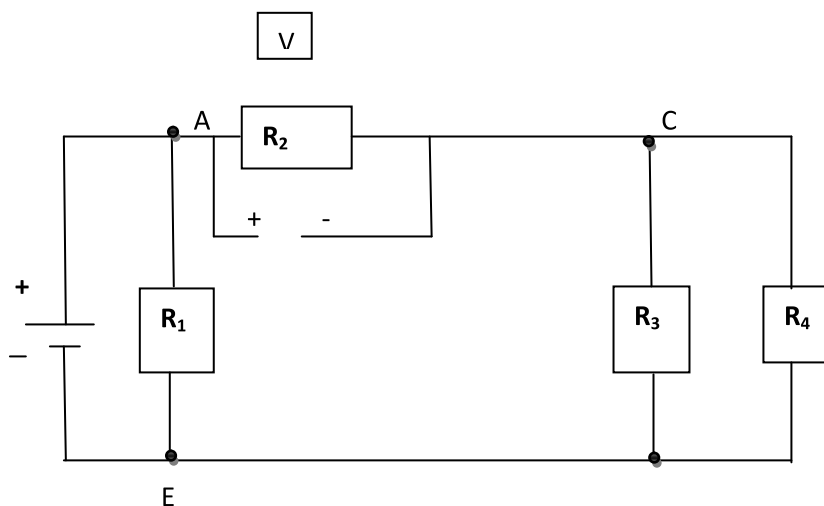 V
A
C
R₂
+
-
+
R₁
R₃
R₄
–
E